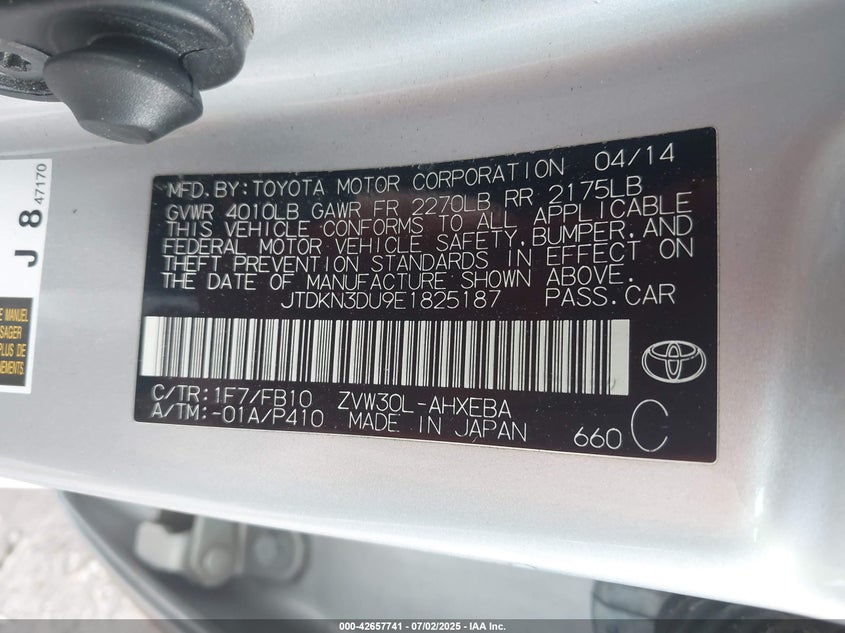 MFD. BY: TOYOTA MOTOR CORPORATION 04/14
GVWR 4010LB GAWR FR 2270LB RR 2175LB
THIS VEHICLE CONFORMS TO ALL APPLICABLE
FEDERAL MOTOR VEHICLE SAFETY, BUMPER, AND
THEFT PREVENTION STANDARDS IN EFFECT ON
THE DATE OF MANUFACTURE SHOWN ABOVE.
JTDKN3DU9E1825187 PASS.CAR
C/TR: 1F7/FB10 ZVW30L-AHXEBA
A/TM: -01A/P410 MADE IN JAPAN 660 C
J 8 47170
MANUEL
PLUS DE
000-42657741 - 07/02/2025 - IAA Inc.